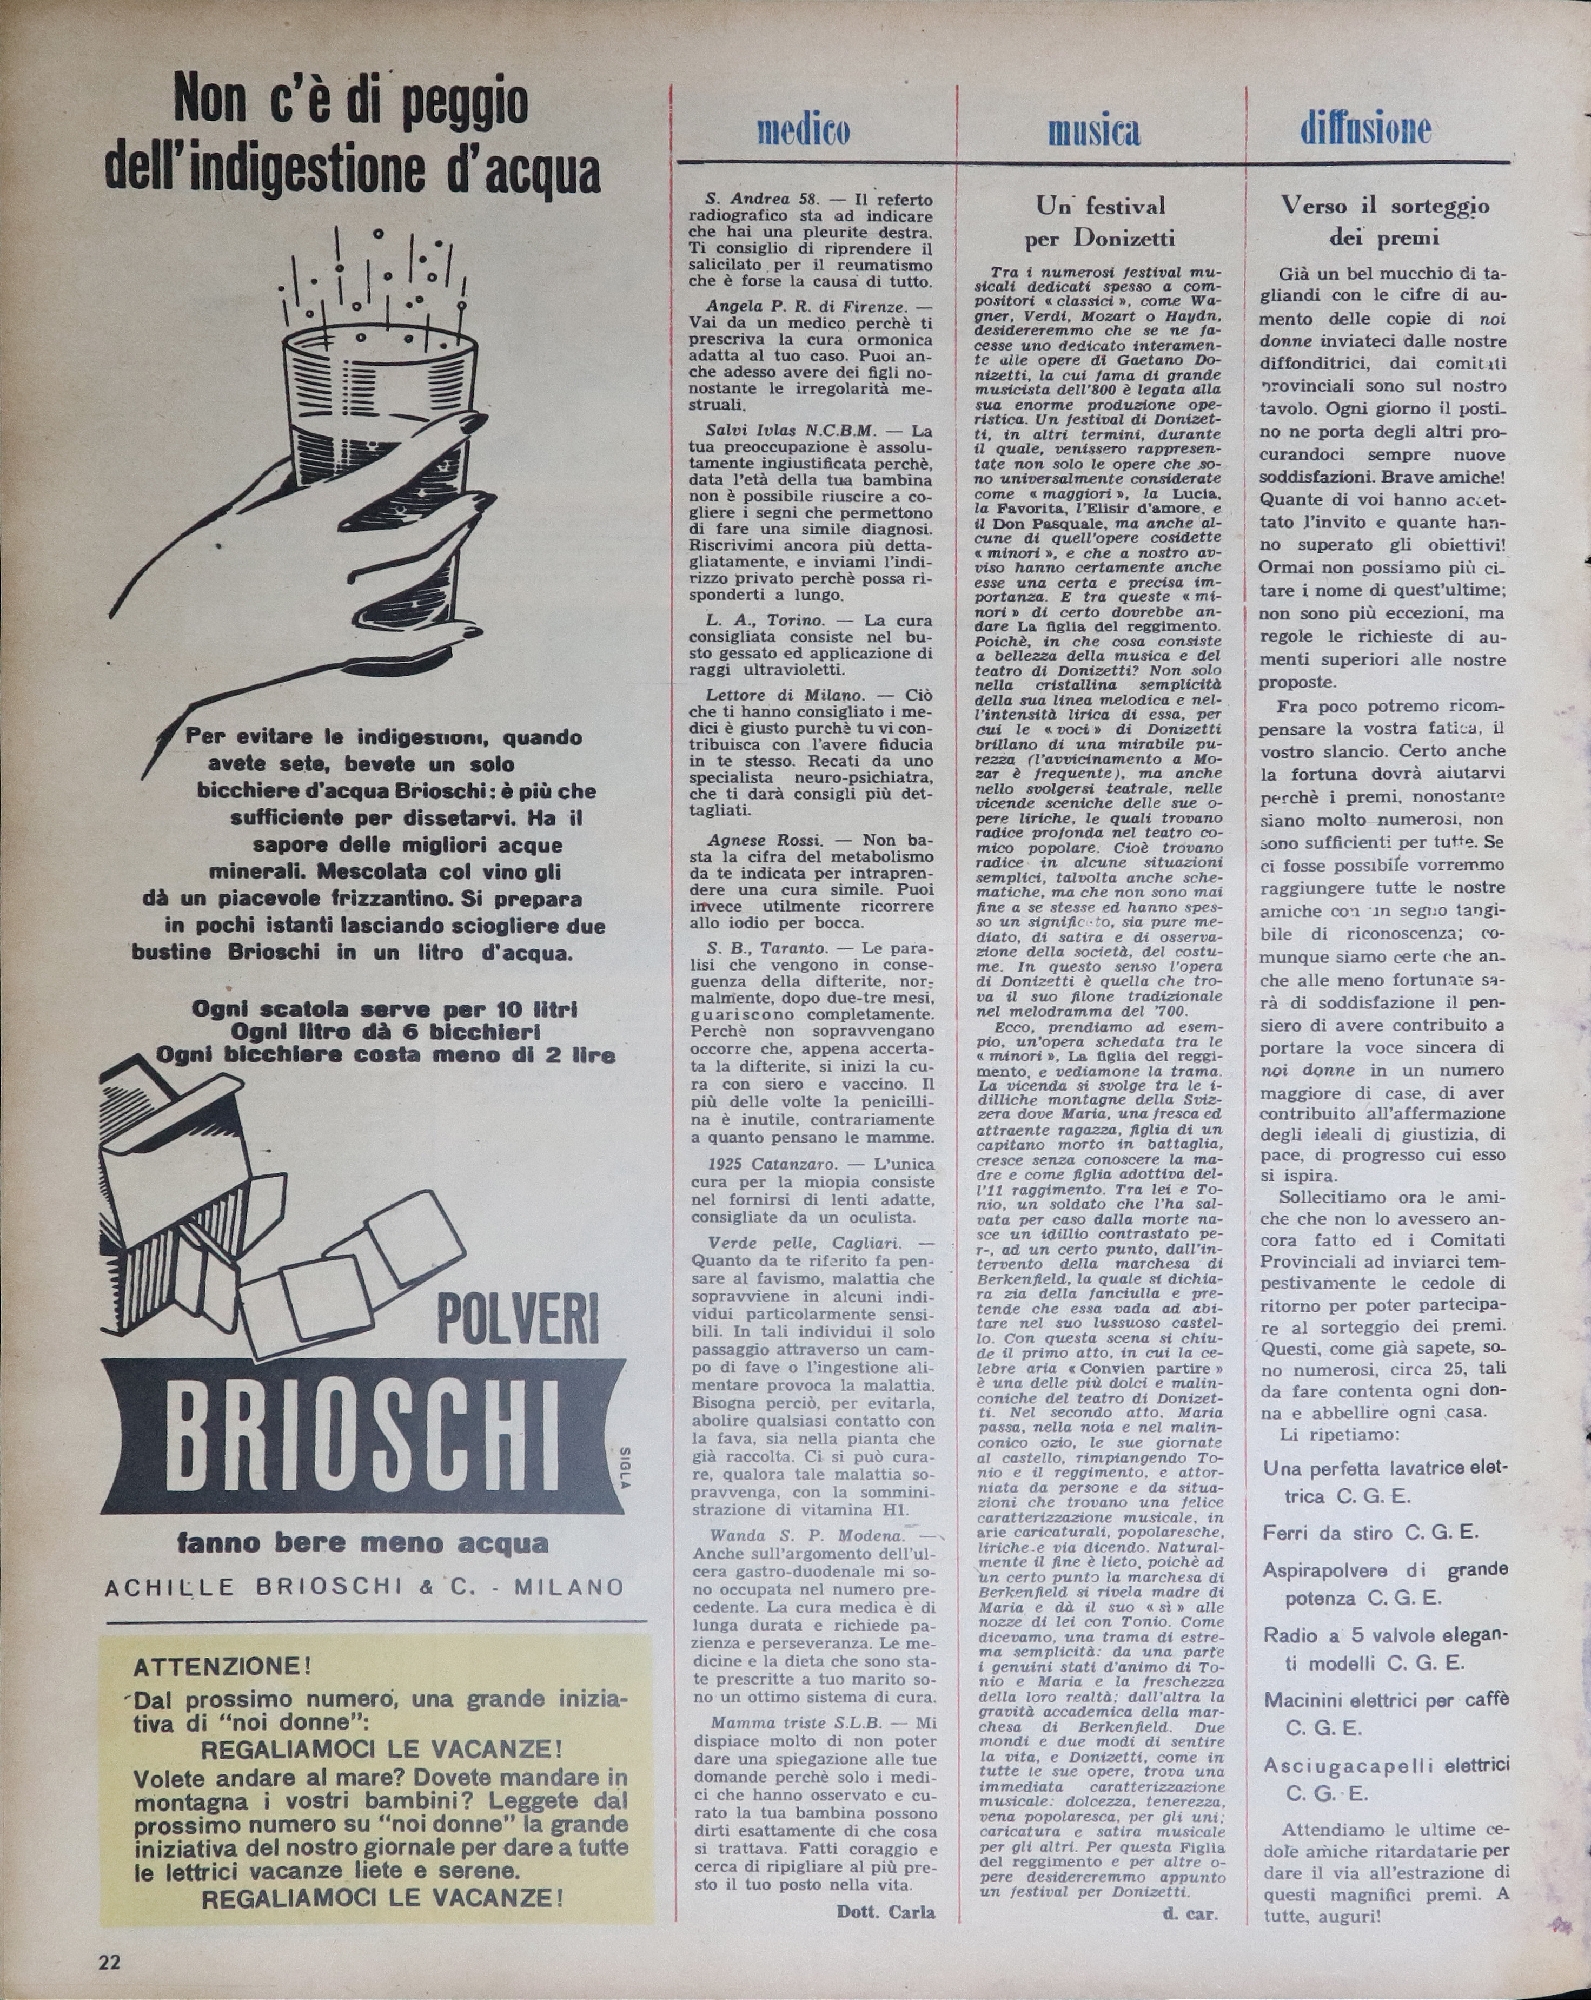 Non c'è di peggio
dell'indigestione d'acqua
Per evitare le indigestioni, quando
avete sete, bevete un solo
bicchiere d'acqua Brioschi: è più che
sufficiente per dissetarvi. Ha il
sapore delle migliori acque
minerali. Mescolata col vino gli
dà un piacevole frizzantino. Si prepara
in pochi istanti lasciando sciogliere due
bustine Brioschi in un litro d'acqua.
Ogni scatola serve per 10 litri
Ogni litro dà 6 bicchieri
Ogni bicchiere costa meno di 2 lire
POLVERI
BRIOSCHI
SIGLA
fanno bere meno acqua
ACHILLE BRIOSCHI & C. - MILANO
ATTENZIONE!
Dal prossimo numero, una grande inizia-
tiva di "noi donne":
REGALIAMOCI LE VACANZE!
Volete andare al mare? Dovete mandare in
montagna i vostri bambini? Leggete dal
prossimo numero su "noi donne" la grande
iniziativa del nostro giornale per dare a tutte
le lettrici vacanze liete e serene.
REGALIAMOCI LE VACANZE!
22
medico
S. Andrea 58. — Il referto
radiografico sta ad indicare
che hai una pleurite destra.
Ti consiglio di riprendere il
salicilato per il reumatismo
che è forse la causa di tutto.
Angela P. R. di Firenze. —
Vai da un medico perchè ti
prescriva la cura ormonica
adatta al tuo caso. Puoi an-
che adesso avere dei figli no-
nostante le irregolarità me-
struali.
Salvi Ivlas N.C.B.M. — La
tua preoccupazione è assolu-
tamente ingiustificata perchè,
data l'età della tua bambina
non è possibile riuscire a co-
gliere i segni che permettono
di fare una simile diagnosi.
Riscrivimi ancora più detta-
gliatamente, e inviami l'indi-
rizzo privato perchè possa ri-
sponderti a lungo.
L. A., Torino. — La cura
consigliata consiste nel bu-
sto gessato ed applicazione di
raggi ultravioletti.
Lettore di Milano. — Ciò
che ti hanno consigliato i me-
dici è giusto purchè tu vi con-
tribuisca con l'avere fiducia
in te stesso. Recati da uno
specialista neuro-psichiatra,
che ti darà consigli più det-
tagliati.
Agnese Rossi. — Non ba-
sta la cifra del metabolismo
da te indicata per intrapren-
dere una cura simile. Puoi
invece utilmente ricorrere
allo iodio per bocca.
S. B., Taranto. — Le para-
lisi che vengono in conse-
guenza della difterite, nor-
malmente, dopo due-tre mesi,
guariscono completamente.
Perchè non sopravvengano
occorre che, appena accerta-
ta la difterite, si inizi la cu-
ra con siero e vaccino. Il
più delle volte la penicilli-
na è inutile, contrariamente
a quanto pensano le mamme.
1925 Catanzaro. — L'unica
cura per la miopia consiste
nel fornirsi di lenti adatte,
consigliate da un oculista.
Verde pelle, Cagliari. —
Quanto da te riferito fa pen-
sare al favismo, malattia che
sopravviene in alcuni indi-
vidui particolarmente sensi-
bili. In tali individui il solo
passaggio attraverso un cam-
po di fave o l'ingestione ali-
mentare provoca la malattia.
Bisogna perciò, per evitarla,
abolire qualsiasi contatto con
la fava, sia nella pianta che
già raccolta. Ci si può cura-
re, qualora tale malattia so-
pravvenga, con la sommini-
strazione di vitamina H1.
Wanda S. P. Modena. —
Anche sull'argomento dell'ul-
cera gastro-duodenale mi so-
no occupata nel numero pre-
cedente. La cura medica è di
lunga durata e richiede pa-
zienza e perseveranza. Le me-
dicine e la dieta che sono sta-
te prescritte a tuo marito so-
no un ottimo sistema di cura.
Mamma triste S.L.B. — Mi
dispiace molto di non poter
dare una spiegazione alle tue
domande perchè solo i medi-
ci che hanno osservato e cu-
rato la tua bambina possono
dirti esattamente di che cosa
si trattava. Fatti coraggio e
cerca di ripigliare al più pre-
sto il tuo posto nella vita.
Dott. Carla
musica
Un festival
per Donizetti
Tra i numerosi festival mu-
sicali dedicati spesso a com-
positori « classici », come Wa-
gner, Verdi, Mozart o Haydn,
desidereremmo che se ne fa-
cesse uno dedicato interamen-
te alle opere di Gaetano Do-
nizetti, la cui fama di grande
musicista dell'800 è legata alla
sua enorme produzione ope-
ristica. Un festival di Donizet-
ti, in altri termini, durante
il quale, venissero rappresen-
tate non solo le opere che so-
no universalmente considerate
come « maggiori », la Lucia,
la Favorita, l'Elisir d'amore, e
il Don Pasquale, ma anche al-
cune di quell'opere cosidette
« minori », e che a nostro av-
viso hanno certamente anche
esse una certa e precisa im-
portanza. E tra queste « mi-
nori » di certo dovrebbe an-
dare La figlia del reggimento.
Poichè, in che cosa consiste
a bellezza della musica e del
teatro di Donizetti? Non solo
nella cristallina semplicità
della sua linea melodica e nel-
l'intensità lirica di essa, per
cui le « voci » di Donizetti
brillano di una mirabile pu-
rezza (l'avvicinamento a Mo-
zar è frequente), ma anche
nello svolgersi teatrale, nelle
vicende sceniche delle sue o-
pere liriche, le quali trovano
radice profonda nel teatro co-
mico popolare. Cioè trovano
radice in alcune situazioni
semplici, talvolta anche sche-
matiche, ma che non sono mai
fine a se stesse ed hanno spes-
so un significato, sia pure me-
diato, di satira e di osserva-
zione della società, del costu-
me. In questo senso l'opera
di Donizetti è quella che tro-
va il suo filone tradizionale
nel melodramma del '700.
Ecco, prendiamo ad esem-
pio, un'opera schedata tra le
« minori », La figlia del reggi-
mento, e vediamone la trama.
La vicenda si svolge tra le i-
dilliche montagne della Sviz-
zera dove Maria, una fresca ed
attraente ragazza, figlia di un
capitano morto in battaglia,
cresce senza conoscere la ma-
dre e come figlia adottiva del-
l'11 raggimento. Tra lei e To-
nio, un soldato che l'ha sal-
vata per caso dalla morte na-
sce un idillio contrastato pe-
r-, ad un certo punto, dall'in-
tervento della marchesa di
Berkenfield, la quale si dichia-
ra zia della fanciulla e pre-
tende che essa vada ad abi-
tare nel suo lussuoso castel-
lo. Con questa scena si chiu-
de il primo atto, in cui la ce-
lebre aria « Convien partire »
è una delle più dolci e malin-
coniche del teatro di Donizet-
ti. Nel secondo atto, Maria
passa, nella noia e nel malin-
conico ozio, le sue giornate
al castello, rimpiangendo To-
nio e il reggimento, e attor-
niata da persone e da situa-
zioni che trovano una felice
caratterizzazione musicale, in
arie caricaturali, popolaresche,
liriche e via dicendo. Natural-
mente il fine è lieto, poichè ad
un certo punto la marchesa di
Berkenfield si rivela madre di
Maria e dà il suo « sì » alle
nozze di lei con Tonio. Come
dicevamo, una trama di estre-
ma semplicità: da una parte
i genuini stati d'animo di To-
nio e Maria e la freschezza
della loro realtà; dall'altra la
gravità accademica della mar-
chesa di Berkenfield. Due
mondi e due modi di sentire
la vita, e Donizetti, come in
tutte le sue opere, trova una
immediata caratterizzazione
musicale: dolcezza, tenerezza,
vena popolaresca, per gli uni;
caricatura e satira musicale
per gli altri. Per questa Figlia
del reggimento e per altre o-
pere desidereremmo appunto
un festival per Donizetti.
d. car.
diffusione
Verso il sorteggio
dei premi
Già un bel mucchio di ta-
gliandi con le cifre di au-
mento delle copie di noi
donne inviateci dalle nostre
diffonditrici, dai comitati
provinciali sono sul nostro
tavolo. Ogni giorno il posti-
no ne porta degli altri pro-
curandoci sempre nuove
soddisfazioni. Brave amiche!
Quante di voi hanno accet-
tato l'invito e quante han-
no superato gli obiettivi!
Ormai non possiamo più ci-
tare i nome di quest'ultime;
non sono più eccezioni, ma
regole le richieste di au-
menti superiori alle nostre
proposte.
Fra poco potremo ricom-
pensare la vostra fatica, il
vostro slancio. Certo anche
la fortuna dovrà aiutarvi
perchè i premi, nonostante
siano molto numerosi, non
sono sufficienti per tutte. Se
ci fosse possibile vorremmo
raggiungere tutte le nostre
amiche con un segno tangi-
bile di riconoscenza; co-
munque siamo certe che an-
che alle meno fortunate sa-
rà di soddisfazione il pen-
siero di avere contribuito a
portare la voce sincera di
noi donne in un numero
maggiore di case, di aver
contribuito all'affermazione
degli ideali di giustizia, di
pace, di progresso cui esso
si ispira.
Sollecitiamo ora le ami-
che che non lo avessero an-
cora fatto ed i Comitati
Provinciali ad inviarci tem-
pestivamente le cedole di
ritorno per poter partecipa-
re al sorteggio dei premi.
Questi, come già sapete, so-
no numerosi, circa 25, tali
da fare contenta ogni don-
na e abbellire ogni casa.
Li ripetiamo:
Una perfetta lavatrice elet-
trica C. G. E.
Ferri da stiro C. G. E.
Aspirapolvere di grande
potenza C. G. E.
Radio a 5 valvole elegan-
ti modelli C. G. E.
Macinini elettrici per caffè
C. G. E.
Asciugacapelli elettrici
C. G. E.
Attendiamo le ultime ce-
dole amiche ritardatarie per
dare il via all'estrazione di
questi magnifici premi. A
tutte, auguri!